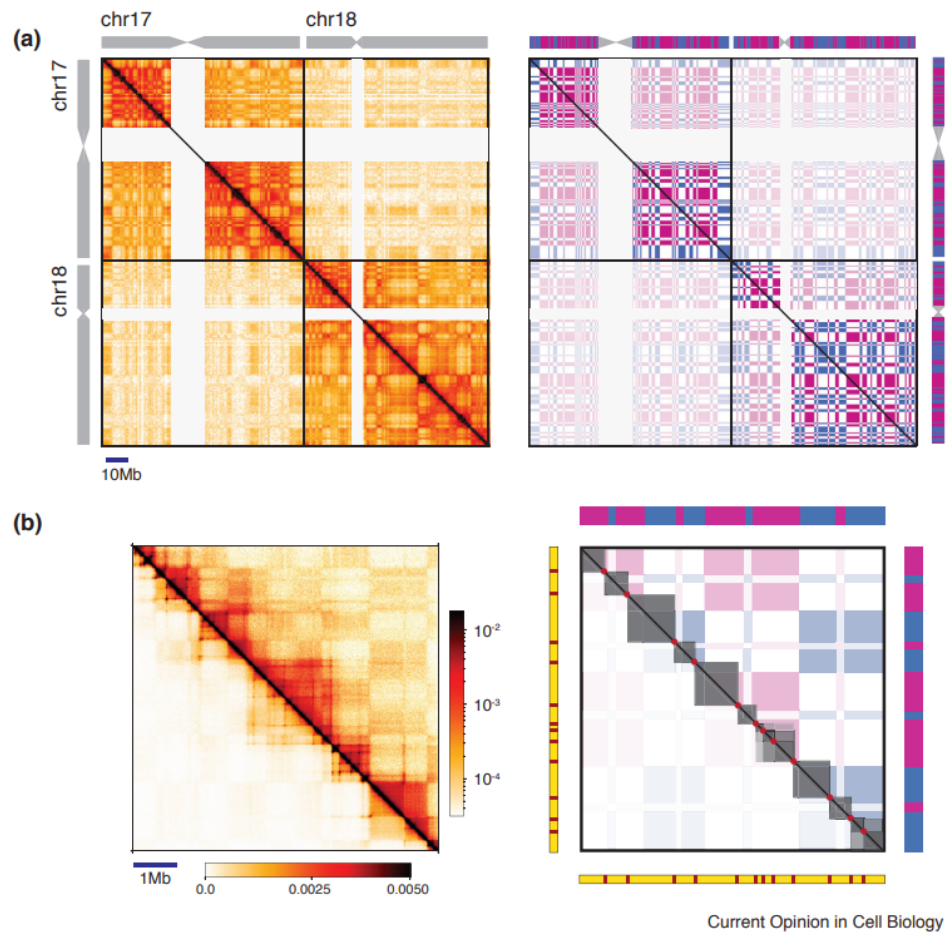 chr17 chr18
(a)
chr17
chr18
10Mb
(b)
10-2
10-3
10-4
1Mb
0.0 0.0025 0.0050
Current Opinion in Cell Biology